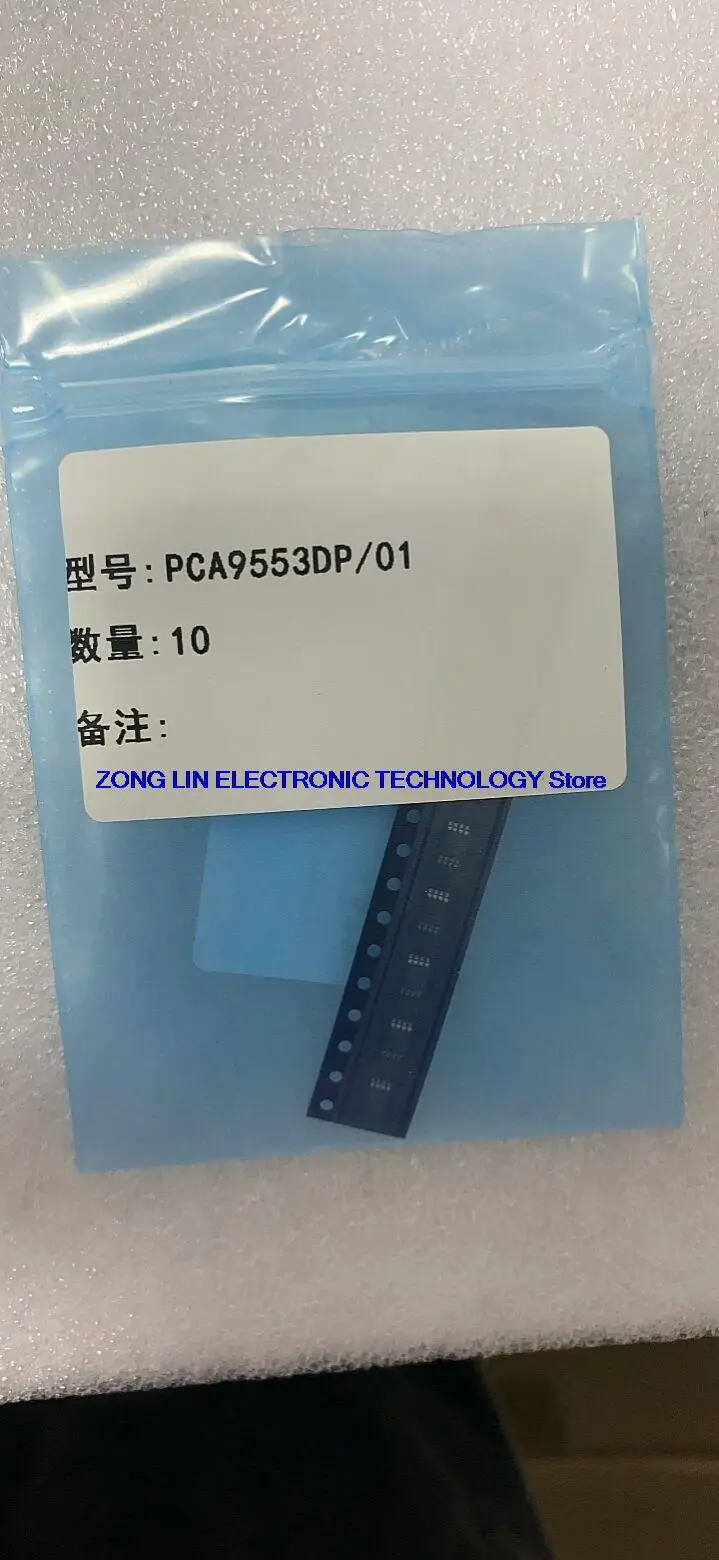 型号:PCA9553DP/01
数量:10
备注:
ZONG LIN ELECTRONIC TECHNOLOGY Store